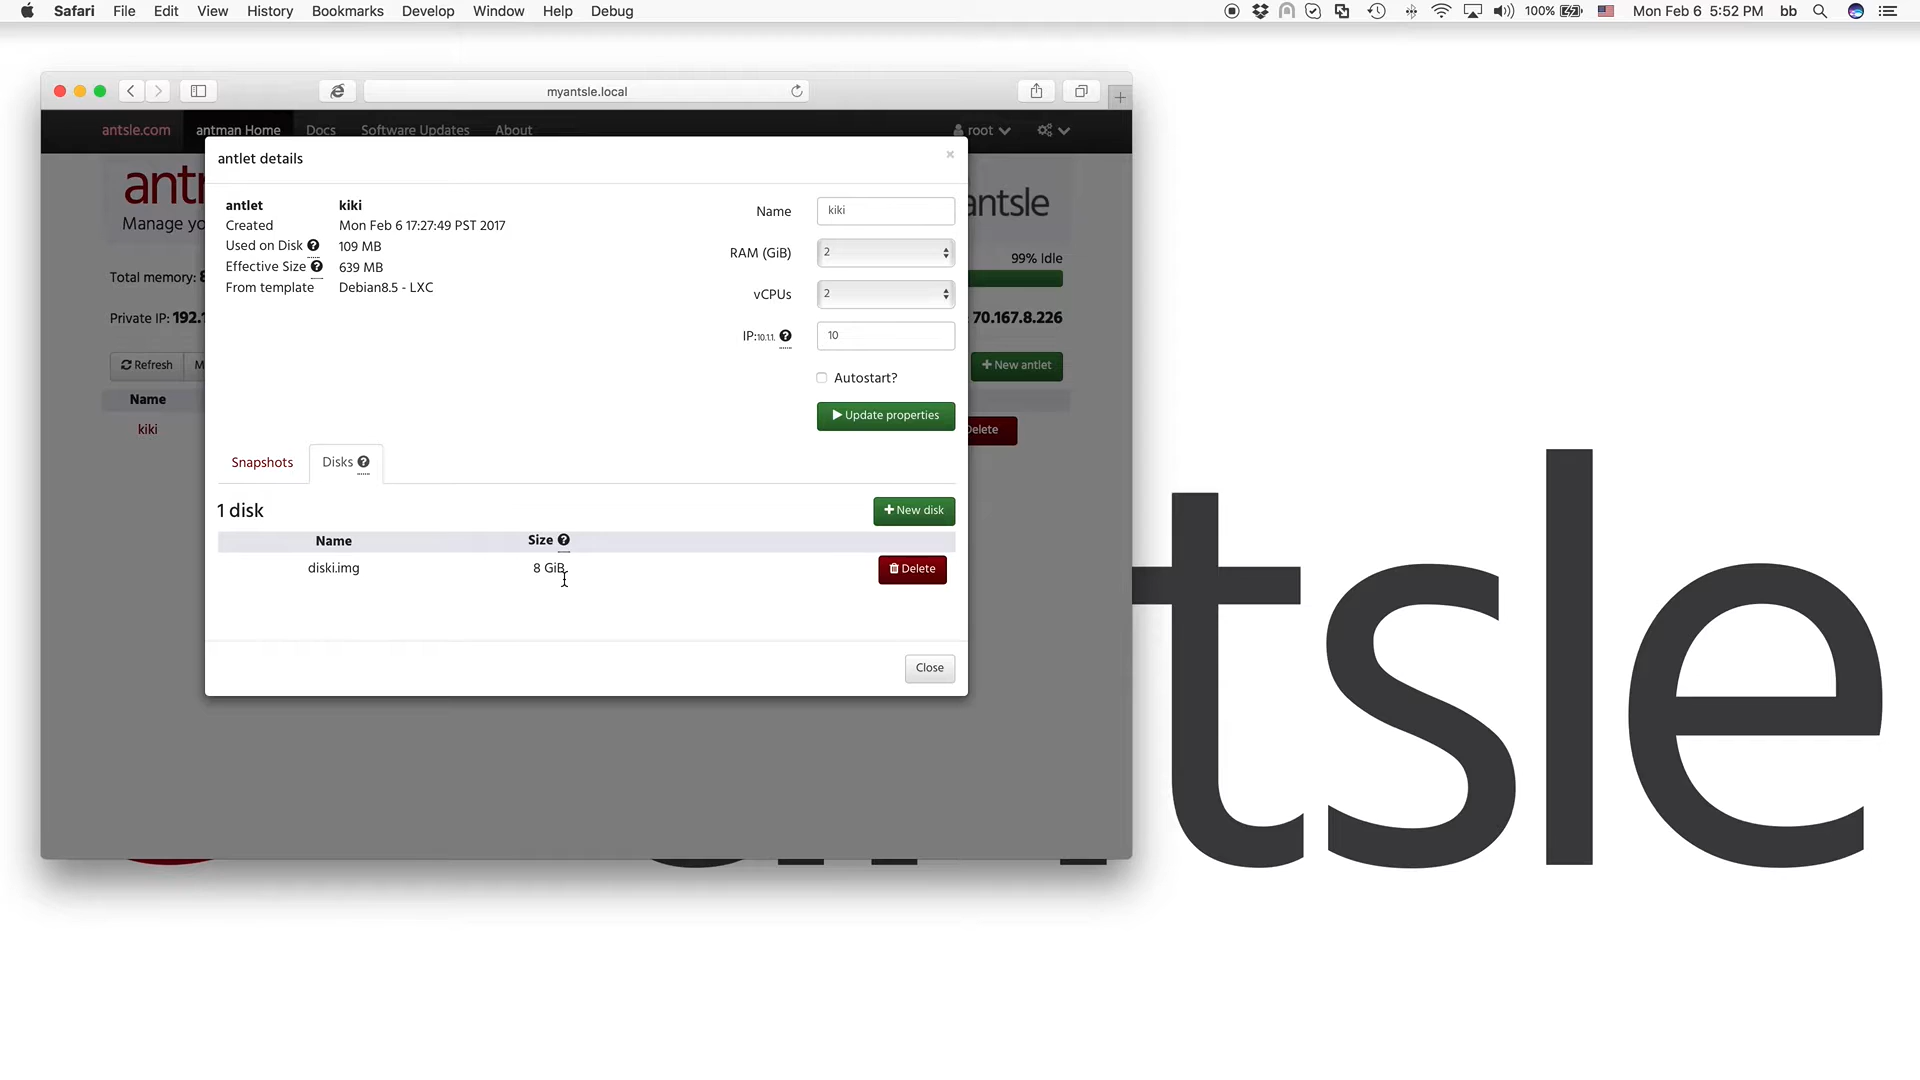 Safari File Edit View History Bookmarks Develop Window Help Debug 100% Mon Feb 6 5:52 PM bb
myantsle.local
antsle.com antman Home Docs Software Updates About root
antlet details ×
antlet kiki
Created Mon Feb 6 17:27:49 PST 2017
Used on Disk ? 109 MB
Effective Size ? 639 MB
From template Debian8.5 - LXC
Name kiki
RAM (GiB) 2
vCPUs 2
IP:10.1.1. ? 10
Autostart?
Update properties
Snapshots Disks ?
1 disk + New disk
Name Size ?
diski.img 8 GiB Delete
Close
antsle
Manage yo
Total memory: 8 99% Idle
Private IP: 192.1 70.167.8.226
Refresh M + New antlet
Name
kiki Delete
tsle